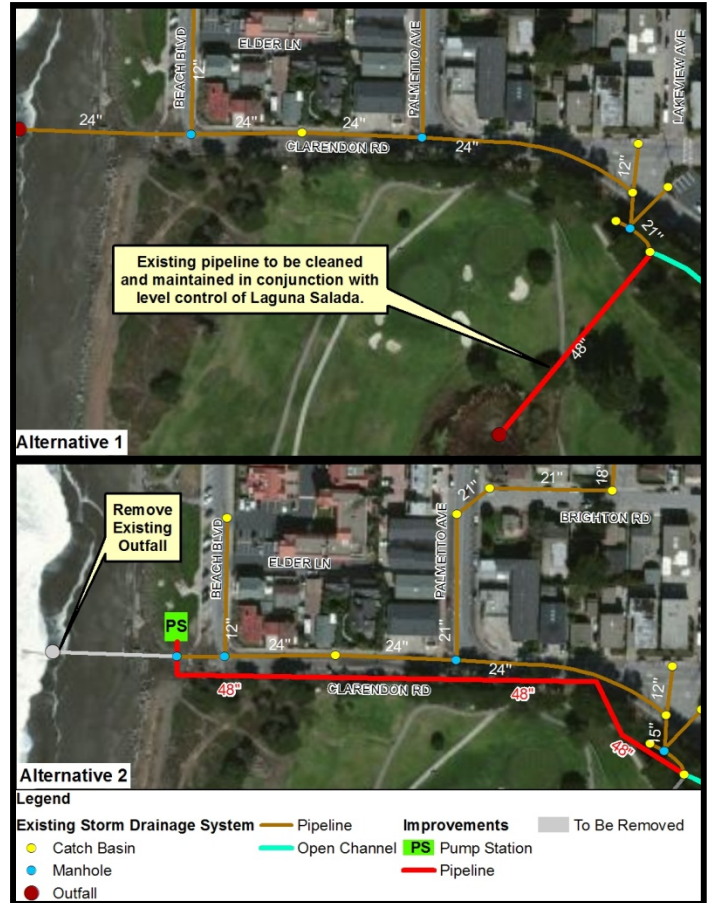 BEACH BLVD
12"
ELDER LN
PALMETTO AVE
LAKEVIEW AVE
24"
24"
24"
CLARENDON RD
24"
12"
21"
Existing pipeline to be cleaned
and maintained in conjunction with
level control of Laguna Salada.
48"
Alternative 1
Remove
Existing
Outfall
PS
BEACH BLVD
12"
ELDER LN
PALMETTO AVE
21"
21"
21"
18"
BRIGHTON RD
24"
24"
24"
48"
CLARENDON RD
48"
48"
12"
15"
Alternative 2
Legend
Existing Storm Drainage System
Catch Basin
Manhole
Outfall
Pipeline
Open Channel
Improvements
PS Pump Station
Pipeline
To Be Removed